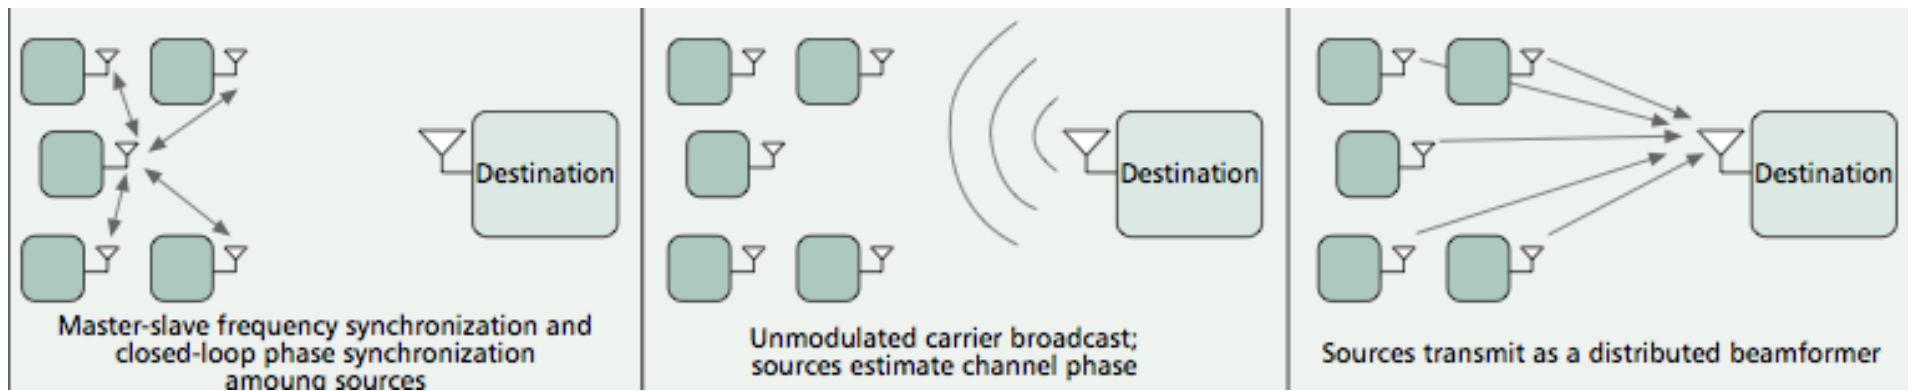 Destination
Destination
Destination
Master-slave frequency synchronization and
closed-loop phase synchronization
amoung sources
Unmodulated carrier broadcast;
sources estimate channel phase
Sources transmit as a distributed beamformer